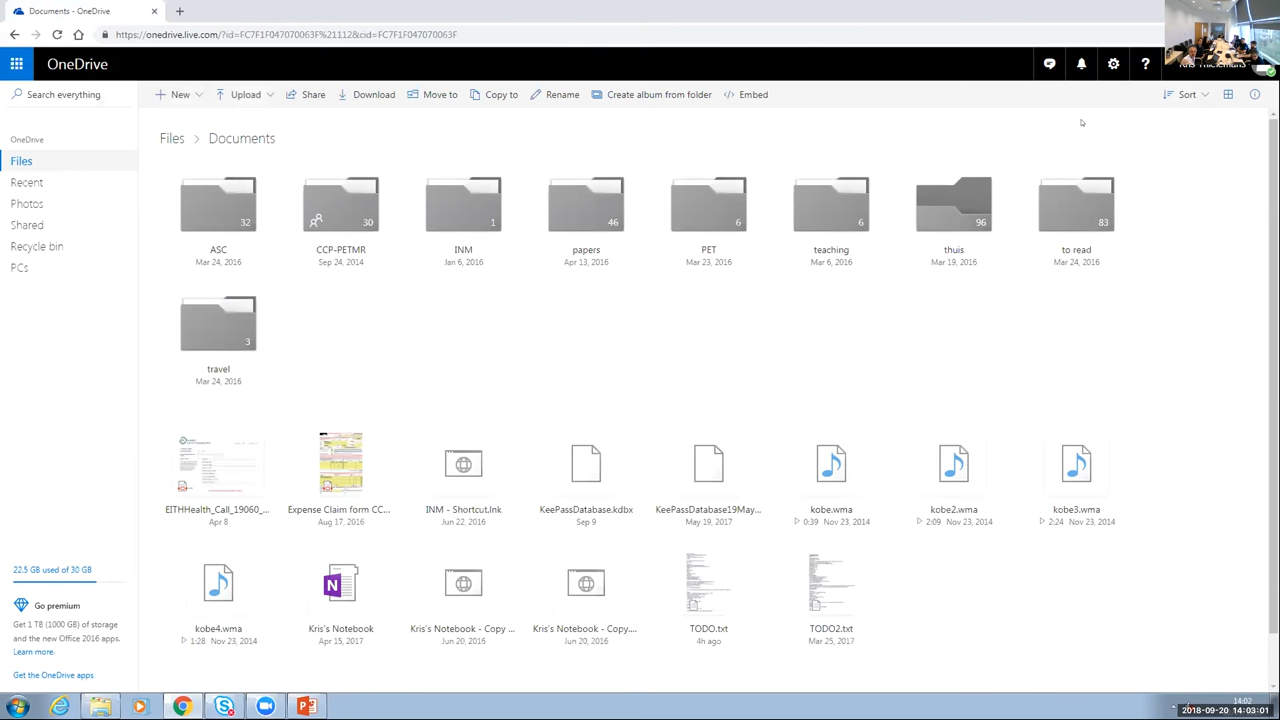 Documents - OneDrive
https://onedrive.live.com/?id=FC7F1F047070063F%21112&cid=FC7F1F047070063F
OneDrive
Search everything
New
Upload
Share
Download
Move to
Copy to
Rename
Create album from folder
Embed
Sort
OneDrive
Files
Recent
Photos
Shared
Recycle bin
PCs
Files > Documents
32
30
1
46
6
6
96
83
ASC
CCP-PETMR
INM
papers
PET
teaching
thuis
to read
Mar 24, 2016
Sep 24, 2014
Jan 6, 2016
Apr 13, 2016
Mar 23, 2016
Mar 6, 2016
Mar 19, 2016
Mar 24, 2016
3
travel
Mar 24, 2016
EITHHealth_Call_19060_...
Expense Claim form CC...
INM - Shortcut.lnk
KeePassDatabase.kdbx
KeePassDatabase19May...
kobe.wma
kobe2.wma
kobe3.wma
Apr 8
Aug 17, 2016
Jun 22, 2016
Sep 9
May 19, 2017
0:39 Nov 23, 2014
2:09 Nov 23, 2014
2:24 Nov 23, 2014
kobe4.wma
Kris's Notebook
Kris's Notebook - Copy ...
Kris's Notebook - Copy....
TODO.txt
TODO2.txt
1:28 Nov 23, 2014
Apr 15, 2017
Jun 20, 2016
Jun 20, 2016
4h ago
Mar 25, 2017
22.5 GB used of 30 GB
Go premium
Get 1 TB (1000 GB) of storage
and the new Office 2016 apps.
Learn more.
Get the OneDrive apps
14:02
2018-09-20 14:03:01